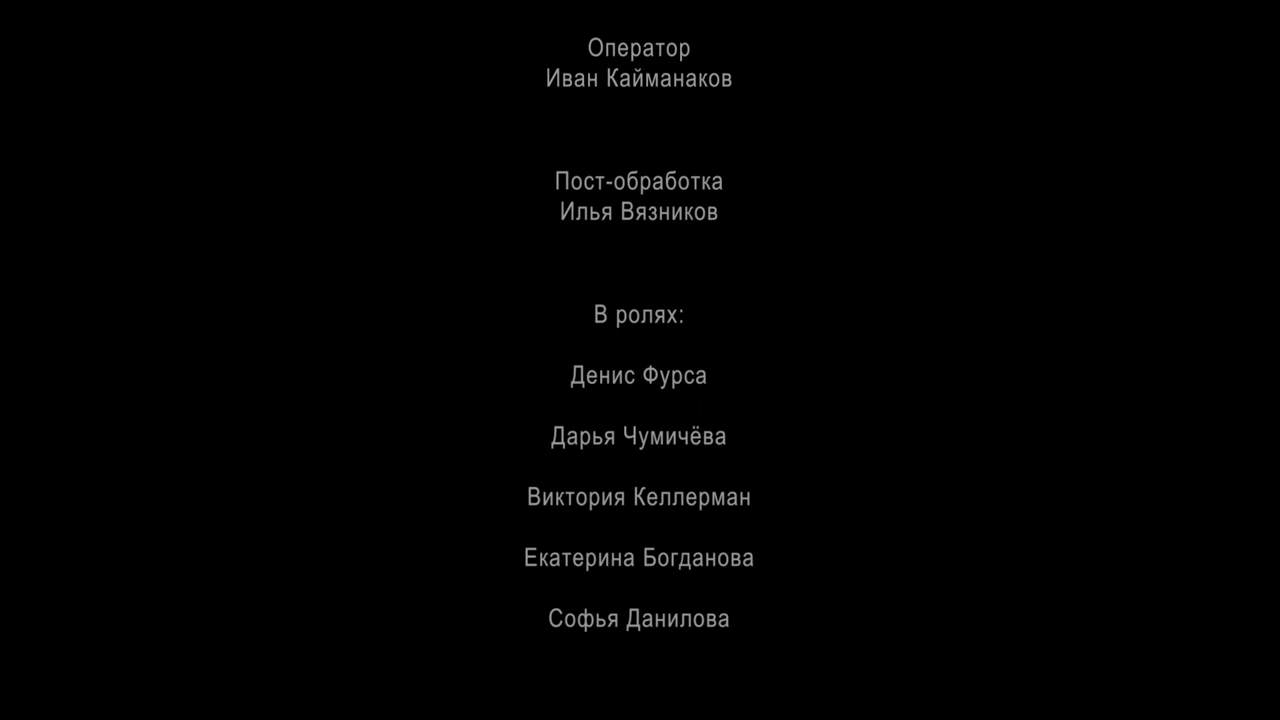 Оператор
Иван Кайманаков
Пост-обработка
Илья Вязников
В ролях:
Денис Фурса
Дарья Чумичёва
Виктория Келлерман
Екатерина Богданова
Софья Данилова